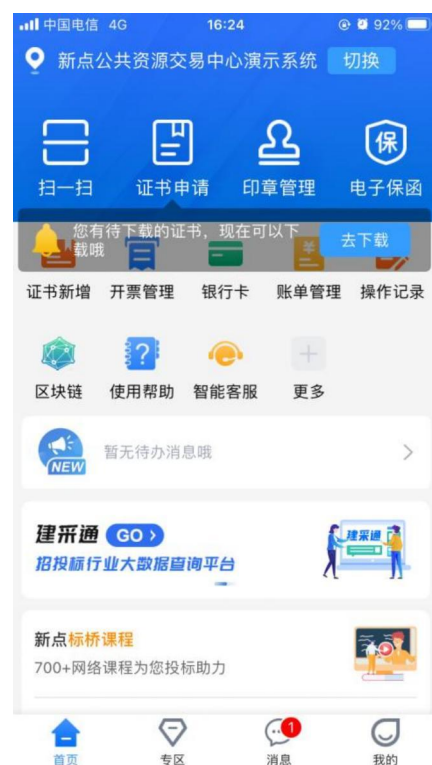 中国电信 4G 16:24 92%
新点公共资源交易中心演示系统 切换
保
扫一扫 证书申请 印章管理 电子保函
您有待下载的证书，现在可以下
载哦
去下载
证书新增 开票管理 银行卡 账单管理 操作记录
区块链 使用帮助 智能客服 更多
NEW
暂无待办消息哦
建采通 GO
招投标行业大数据查询平台
建采通
新点标桥课程
700+网络课程为您投标助力
1
首页 专区 消息 我的